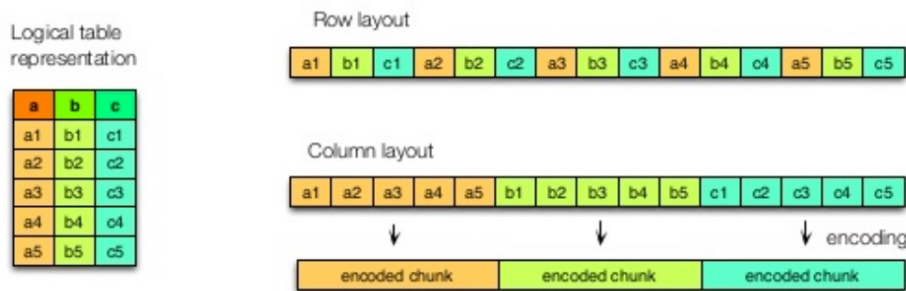 Logical table
representation
a b c
a1 b1 c1
a2 b2 c2
a3 b3 c3
a4 b4 c4
a5 b5 c5
Row layout
a1 b1 c1 a2 b2 c2 a3 b3 c3 a4 b4 c4 a5 b5 c5
Column layout
a1 a2 a3 a4 a5 b1 b2 b3 b4 b5 c1 c2 c3 c4 c5
encoding
encoded chunk encoded chunk encoded chunk